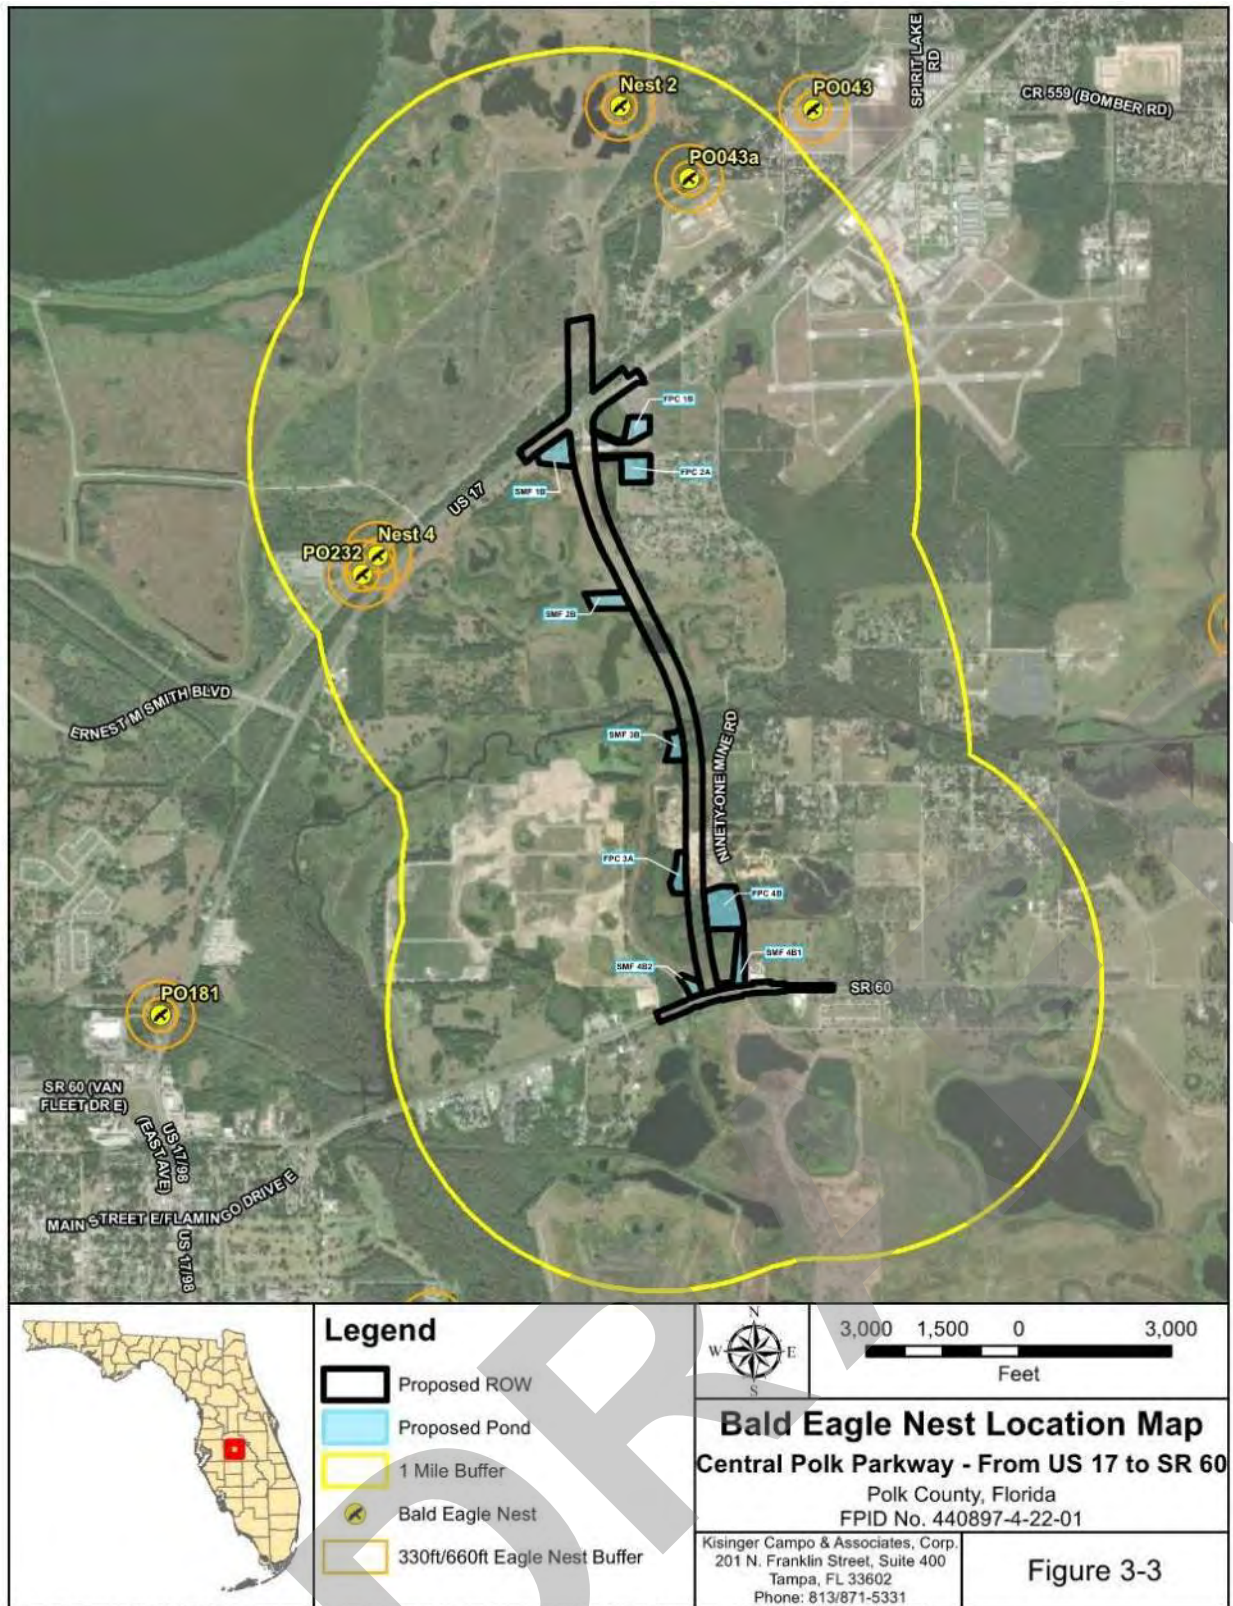 SPIRIT LAKE
RD
CR 559 (BOMBER RD)
Nest 2
PO043
PO043a
FPC 1B
FPC 2A
SMF 1B
US 17
Nest 4
PO232
SMF 2B
ERNEST M SMITH BLVD
SMF 3B
NINETY-ONE MINE RD
FPC 3A
FPC 4B
SMF 4B1
SMF 4B2
SR 60
PO181
SR 60 (VAN
FLEET DR E)
US 17/98
(EAST AVE)
MAIN STREET E/FLAMINGO DRIVE E
US 17/98
Legend
Proposed ROW
Proposed Pond
1 Mile Buffer
Bald Eagle Nest
330ft/660ft Eagle Nest Buffer
N
W
E
S
3,000 1,500 0 3,000
Feet
Bald Eagle Nest Location Map
Central Polk Parkway - From US 17 to SR 60
Polk County, Florida
FPID No. 440897-4-22-01
Kisinger Campo & Associates, Corp.
201 N. Franklin Street, Suite 400
Tampa, FL 33602
Phone: 813/871-5331
Figure 3-3
DRAFT